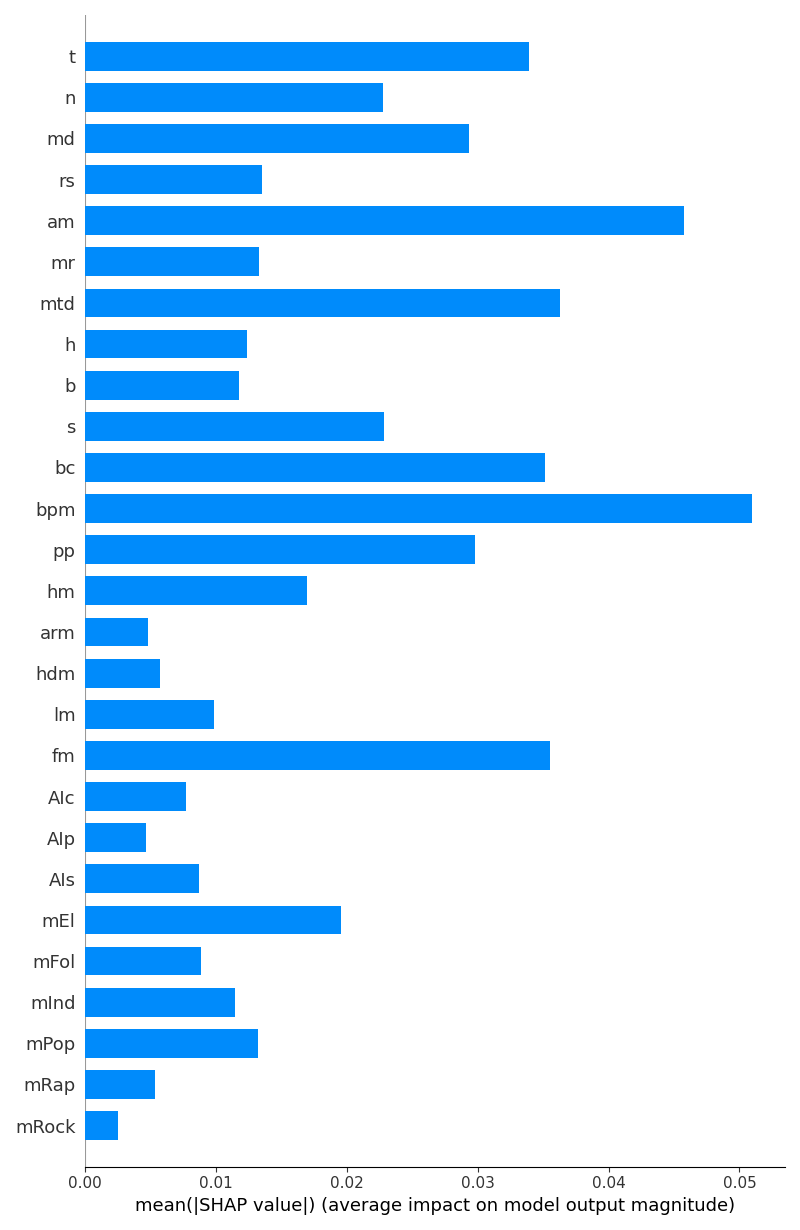 t
n
md
rs
am
mr
mtd
h
b
s
bc
bpm
pp
hm
arm
hdm
lm
fm
AIc
AIp
AIs
mEl
mFol
mInd
mPop
mRap
mRock
0.00 0.01 0.02 0.03 0.04 0.05
mean(|SHAP value|) (average impact on model output magnitude)